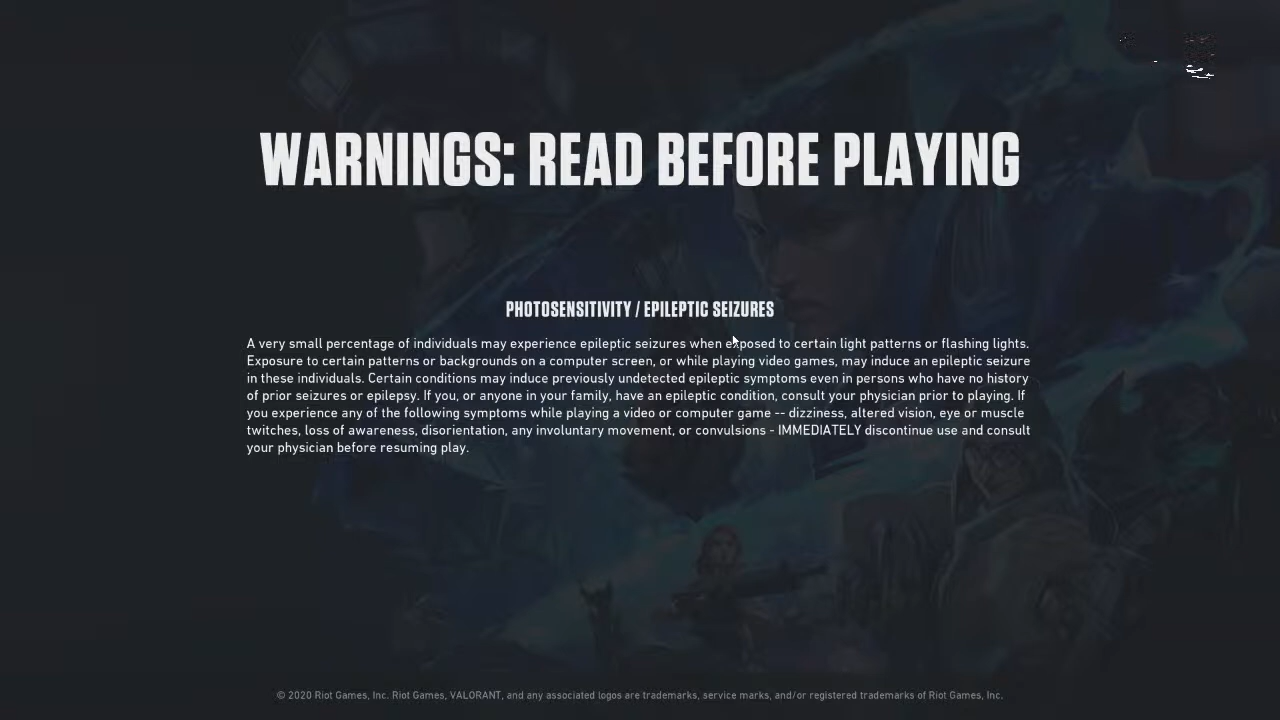 WARNINGS: READ BEFORE PLAYING
PHOTOSENSITIVITY / EPILEPTIC SEIZURES
A very small percentage of individuals may experience epileptic seizures when exposed to certain light patterns or flashing lights.
Exposure to certain patterns or backgrounds on a computer screen, or while playing video games, may induce an epileptic seizure
in these individuals. Certain conditions may induce previously undetected epileptic symptoms even in persons who have no history
of prior seizures or epilepsy. If you, or anyone in your family, have an epileptic condition, consult your physician prior to playing. If
you experience any of the following symptoms while playing a video or computer game -- dizziness, altered vision, eye or muscle
twitches, loss of awareness, disorientation, any involuntary movement, or convulsions - IMMEDIATELY discontinue use and consult
your physician before resuming play.
© 2020 Riot Games, Inc. Riot Games, VALORANT, and any associated logos are trademarks, service marks, and/or registered trademarks of Riot Games, Inc.